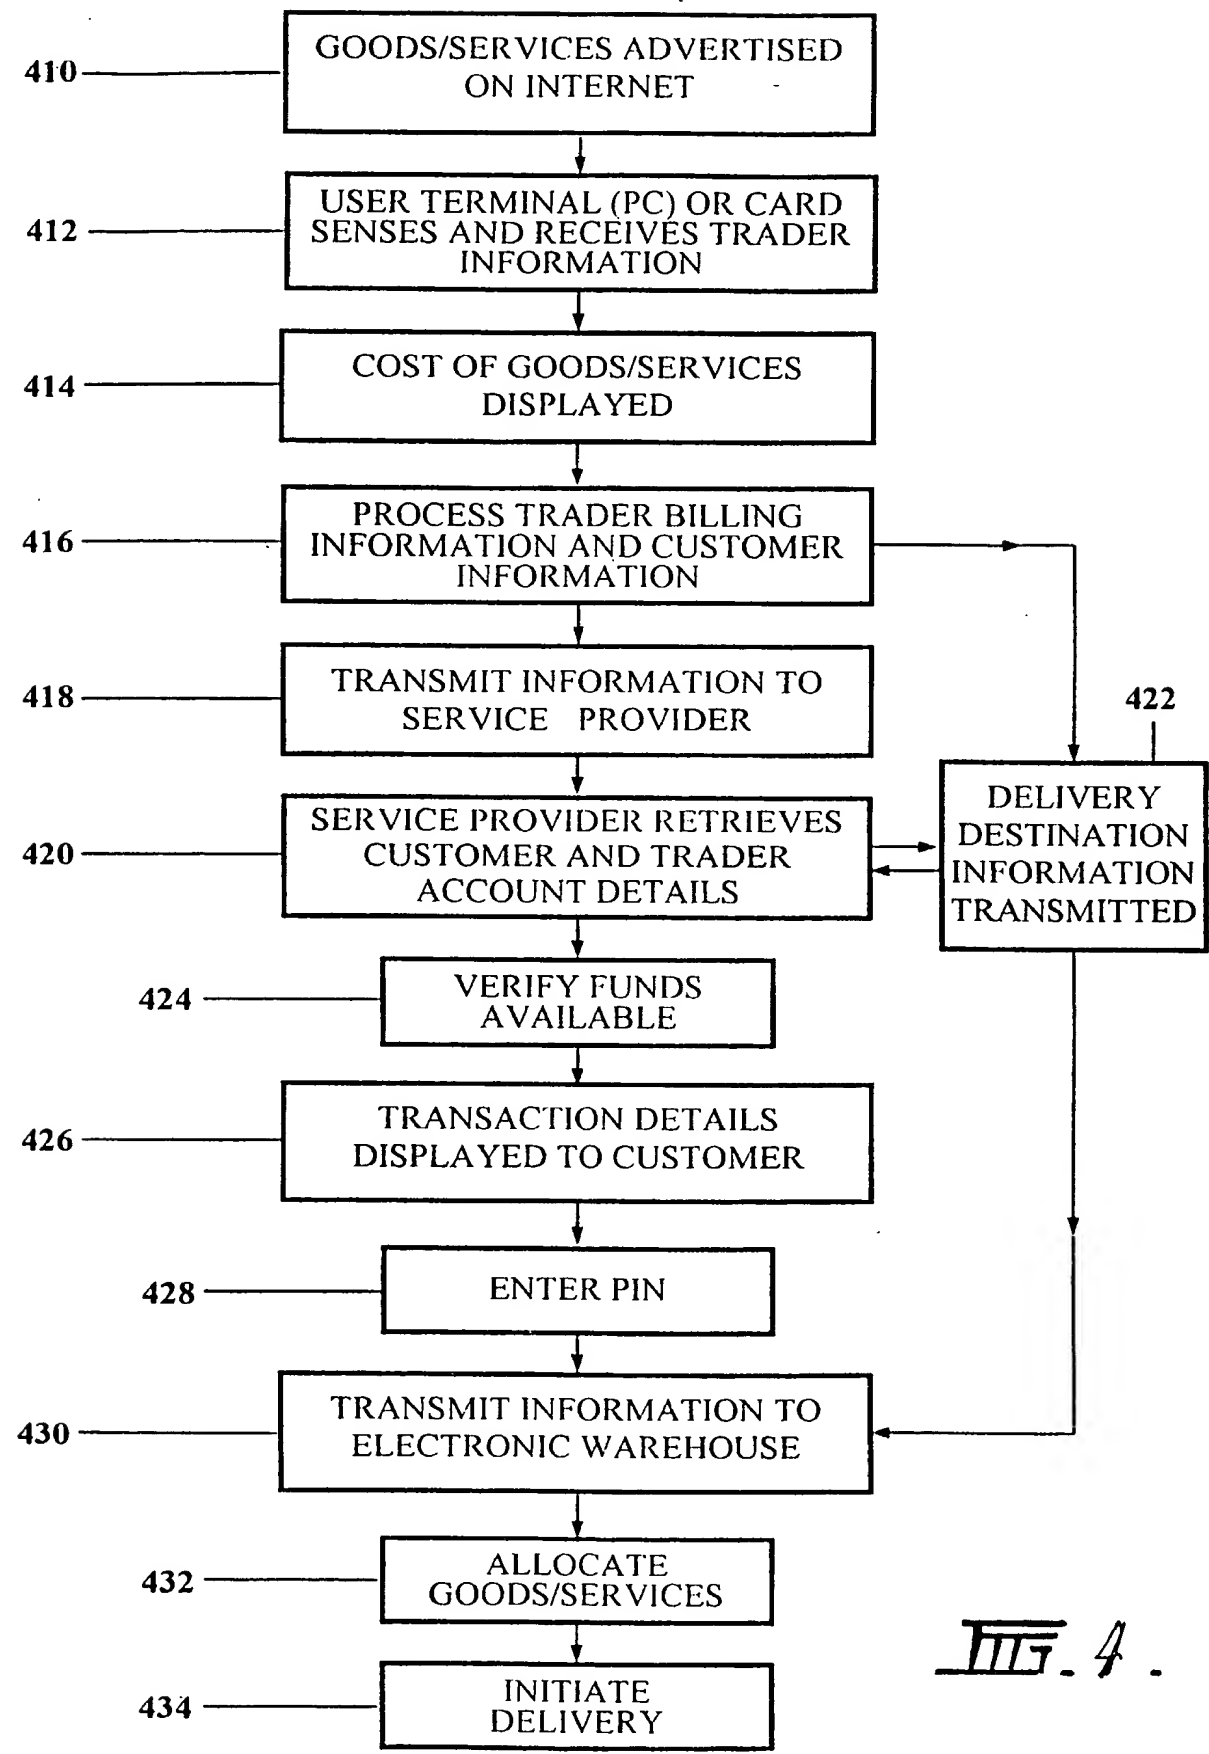 410
GOODS/SERVICES ADVERTISED
ON INTERNET
412
USER TERMINAL (PC) OR CARD
SENSES AND RECEIVES TRADER
INFORMATION
414
COST OF GOODS/SERVICES
DISPLAYED
416
PROCESS TRADER BILLING
INFORMATION AND CUSTOMER
INFORMATION
418
TRANSMIT INFORMATION TO
SERVICE PROVIDER
422
DELIVERY
DESTINATION
INFORMATION
TRANSMITTED
420
SERVICE PROVIDER RETRIEVES
CUSTOMER AND TRADER
ACCOUNT DETAILS
424
VERIFY FUNDS
AVAILABLE
426
TRANSACTION DETAILS
DISPLAYED TO CUSTOMER
428
ENTER PIN
430
TRANSMIT INFORMATION TO
ELECTRONIC WAREHOUSE
432
ALLOCATE
GOODS/SERVICES
434
INITIATE
DELIVERY
FIG. 4.